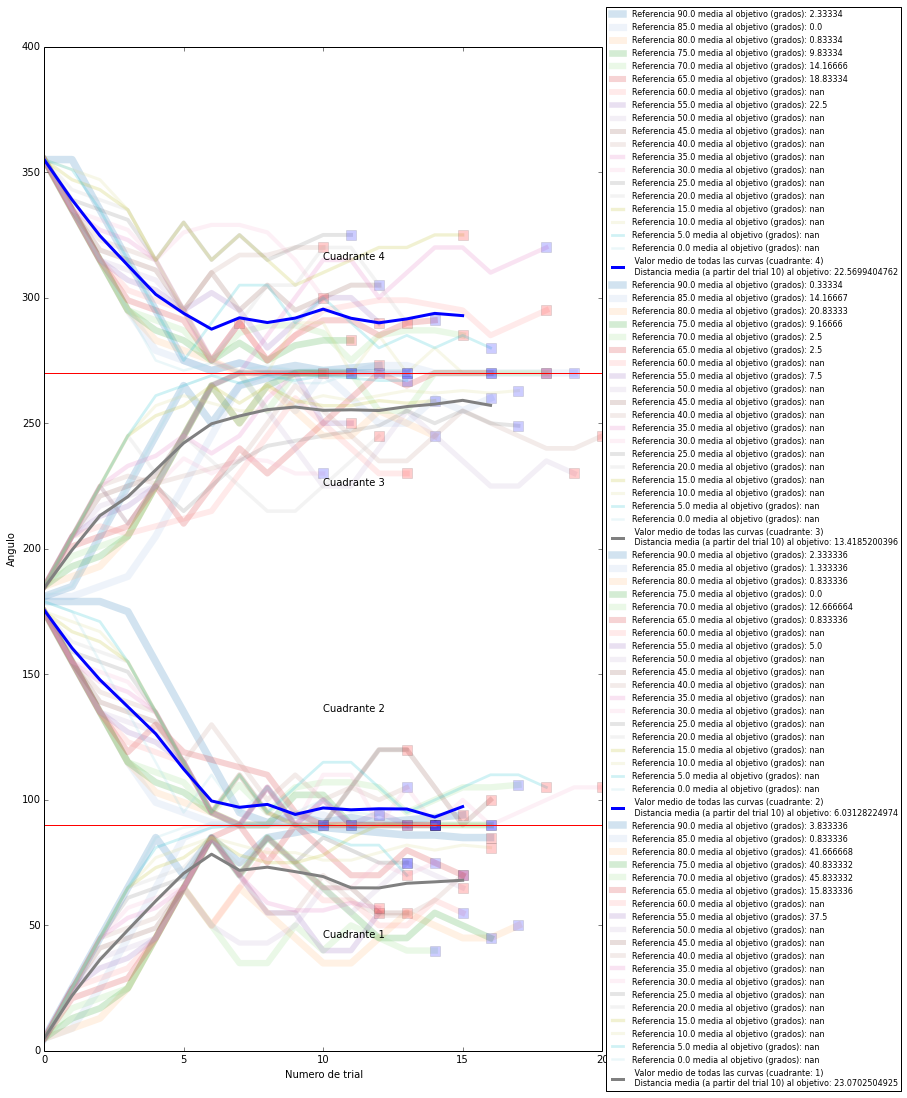 400
350
300
250
200
150
100
50
0
0
5
10
15
20
Angulo
Numero de trial
Cuadrante 4
Cuadrante 3
Cuadrante 2
Cuadrante 1
Referencia 90.0 media al objetivo (grados): 2.33334
Referencia 85.0 media al objetivo (grados): 0.0
Referencia 80.0 media al objetivo (grados): 0.83334
Referencia 75.0 media al objetivo (grados): 9.83334
Referencia 70.0 media al objetivo (grados): 14.16666
Referencia 65.0 media al objetivo (grados): 18.83334
Referencia 60.0 media al objetivo (grados): nan
Referencia 55.0 media al objetivo (grados): 22.5
Referencia 50.0 media al objetivo (grados): nan
Referencia 45.0 media al objetivo (grados): nan
Referencia 40.0 media al objetivo (grados): nan
Referencia 35.0 media al objetivo (grados): nan
Referencia 30.0 media al objetivo (grados): nan
Referencia 25.0 media al objetivo (grados): nan
Referencia 20.0 media al objetivo (grados): nan
Referencia 15.0 media al objetivo (grados): nan
Referencia 10.0 media al objetivo (grados): nan
Referencia 5.0 media al objetivo (grados): nan
Referencia 0.0 media al objetivo (grados): nan
Valor medio de todas las curvas (cuadrante: 4)
Distancia media (a partir del trial 10) al objetivo: 22.5699404762
Referencia 90.0 media al objetivo (grados): 0.33334
Referencia 85.0 media al objetivo (grados): 14.16667
Referencia 80.0 media al objetivo (grados): 20.83333
Referencia 75.0 media al objetivo (grados): 9.16666
Referencia 70.0 media al objetivo (grados): 2.5
Referencia 65.0 media al objetivo (grados): 2.5
Referencia 60.0 media al objetivo (grados): nan
Referencia 55.0 media al objetivo (grados): 7.5
Referencia 50.0 media al objetivo (grados): nan
Referencia 45.0 media al objetivo (grados): nan
Referencia 40.0 media al objetivo (grados): nan
Referencia 35.0 media al objetivo (grados): nan
Referencia 30.0 media al objetivo (grados): nan
Referencia 25.0 media al objetivo (grados): nan
Referencia 20.0 media al objetivo (grados): nan
Referencia 15.0 media al objetivo (grados): nan
Referencia 10.0 media al objetivo (grados): nan
Referencia 5.0 media al objetivo (grados): nan
Referencia 0.0 media al objetivo (grados): nan
Valor medio de todas las curvas (cuadrante: 3)
Distancia media (a partir del trial 10) al objetivo: 13.4185200396
Referencia 90.0 media al objetivo (grados): 2.333336
Referencia 85.0 media al objetivo (grados): 1.333336
Referencia 80.0 media al objetivo (grados): 0.833336
Referencia 75.0 media al objetivo (grados): 0.0
Referencia 70.0 media al objetivo (grados): 12.666664
Referencia 65.0 media al objetivo (grados): 0.833336
Referencia 60.0 media al objetivo (grados): nan
Referencia 55.0 media al objetivo (grados): 5.0
Referencia 50.0 media al objetivo (grados): nan
Referencia 45.0 media al objetivo (grados): nan
Referencia 40.0 media al objetivo (grados): nan
Referencia 35.0 media al objetivo (grados): nan
Referencia 30.0 media al objetivo (grados): nan
Referencia 25.0 media al objetivo (grados): nan
Referencia 20.0 media al objetivo (grados): nan
Referencia 15.0 media al objetivo (grados): nan
Referencia 10.0 media al objetivo (grados): nan
Referencia 5.0 media al objetivo (grados): nan
Referencia 0.0 media al objetivo (grados): nan
Valor medio de todas las curvas (cuadrante: 2)
Distancia media (a partir del trial 10) al objetivo: 6.03128224974
Referencia 90.0 media al objetivo (grados): 3.833336
Referencia 85.0 media al objetivo (grados): 0.833336
Referencia 80.0 media al objetivo (grados): 41.666668
Referencia 75.0 media al objetivo (grados): 40.833332
Referencia 70.0 media al objetivo (grados): 45.833332
Referencia 65.0 media al objetivo (grados): 15.833336
Referencia 60.0 media al objetivo (grados): nan
Referencia 55.0 media al objetivo (grados): 37.5
Referencia 50.0 media al objetivo (grados): nan
Referencia 45.0 media al objetivo (grados): nan
Referencia 40.0 media al objetivo (grados): nan
Referencia 35.0 media al objetivo (grados): nan
Referencia 30.0 media al objetivo (grados): nan
Referencia 25.0 media al objetivo (grados): nan
Referencia 20.0 media al objetivo (grados): nan
Referencia 15.0 media al objetivo (grados): nan
Referencia 10.0 media al objetivo (grados): nan
Referencia 5.0 media al objetivo (grados): nan
Referencia 0.0 media al objetivo (grados): nan
Valor medio de todas las curvas (cuadrante: 1)
Distancia media (a partir del trial 10) al objetivo: 23.0702504925